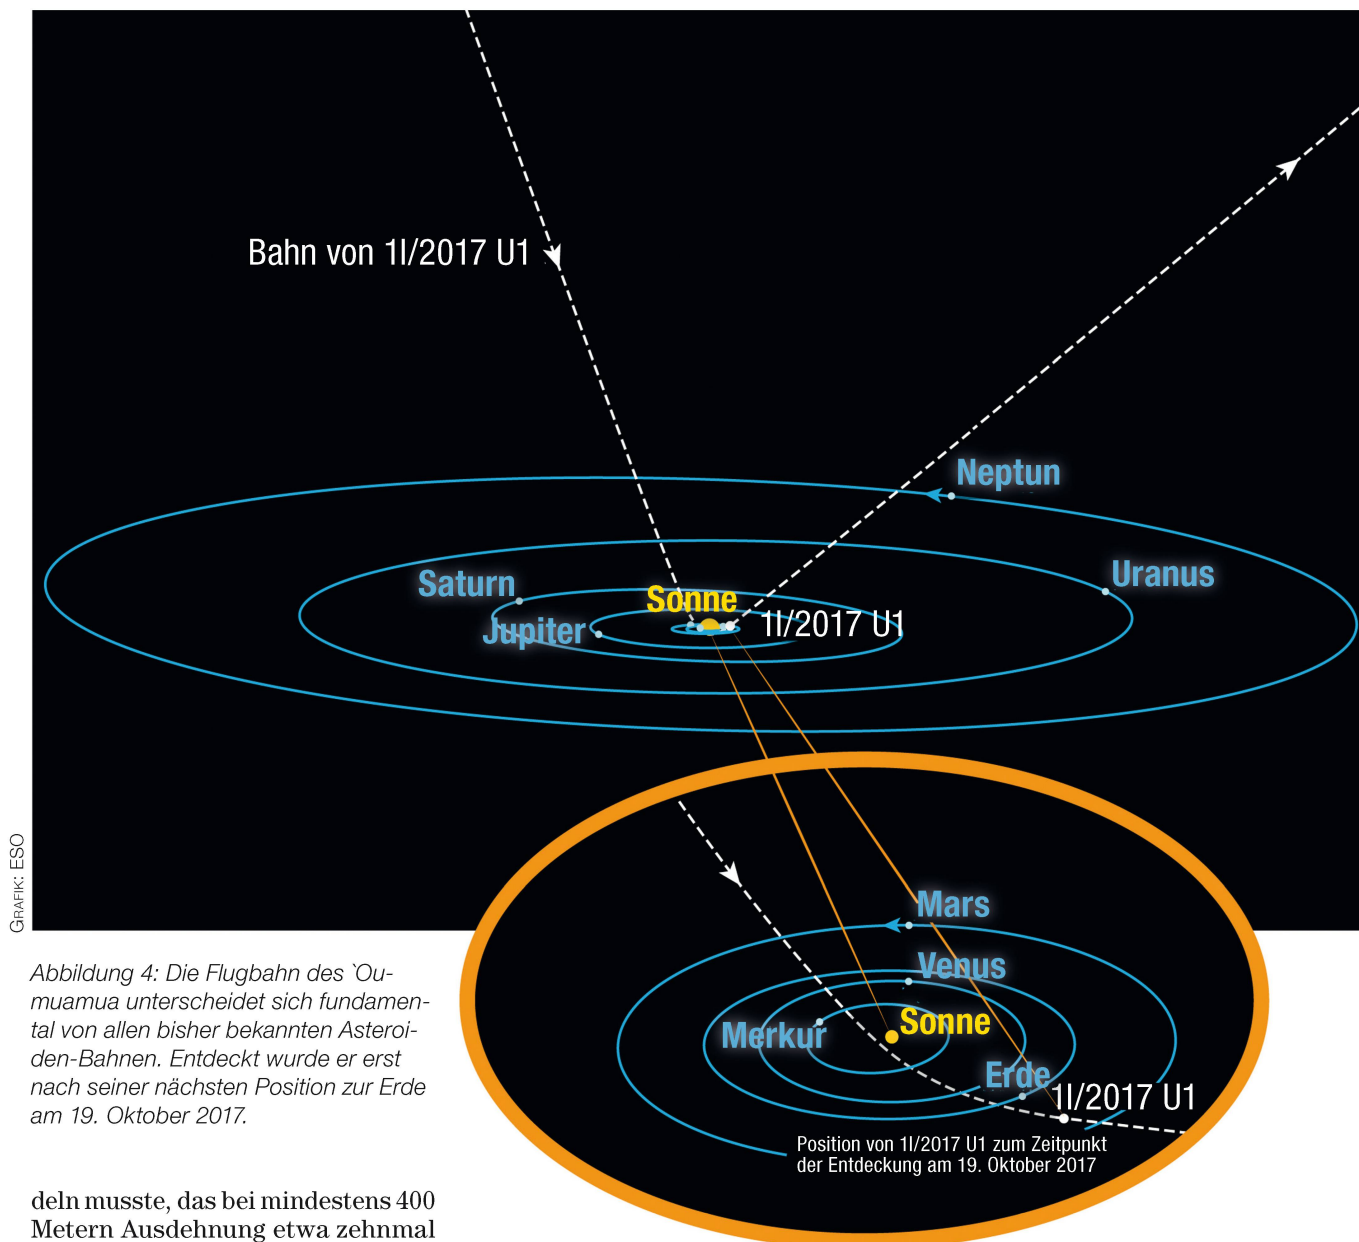 Bahn von 1I/2017 U1
Neptun
Saturn
Uranus
Sonne
Jupiter
1I/2017 U1
Mars
Venus
Merkur
Sonne
Erde
1I/2017 U1
Position von 1I/2017 U1 zum Zeitpunkt
der Entdeckung am 19. Oktober 2017
Grafik: ESO
Abbildung 4: Die Flugbahn des `Ou-
muamua unterscheidet sich fundamen-
tal von allen bisher bekannten Asteroi-
den-Bahnen. Entdeckt wurde er erst
nach seiner nächsten Position zur Erde
am 19. Oktober 2017.
deln musste, das bei mindestens 400
Metern Ausdehnung etwa zehnmal